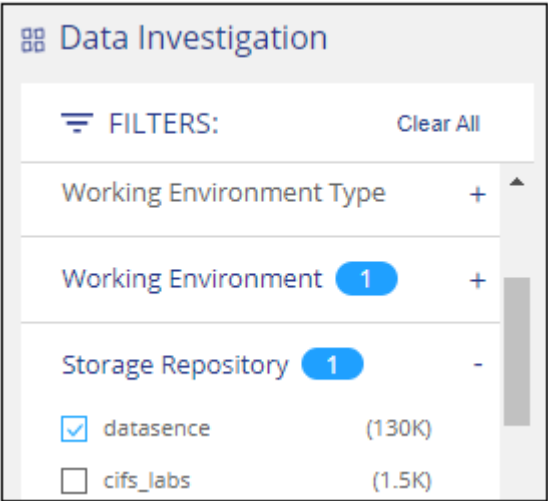 Data Investigation
FILTERS: Clear All
Working Environment Type +
Working Environment 1 +
Storage Repository 1 -
datasence (130K)
cifs_labs (1.5K)